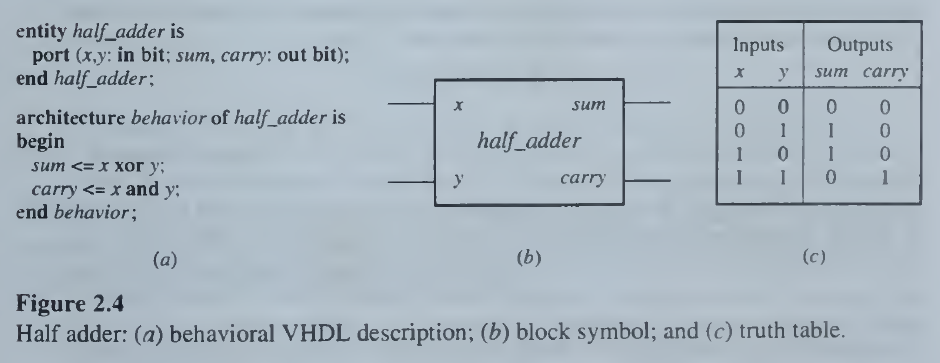 entity half_adder is
port (x,y: in bit; sum, carry: out bit);
end half_adder;
architecture behavior of half_adder is
begin
sum <= x xor y;
carry <= x and y;
end behavior;
(a)
x sum
half_adder
y carry
(b)
Inputs Outputs
x y sum carry
0 0 0 0
0 1 1 0
1 0 1 0
1 1 0 1
(c)
Figure 2.4
Half adder: (a) behavioral VHDL description; (b) block symbol; and (c) truth table.